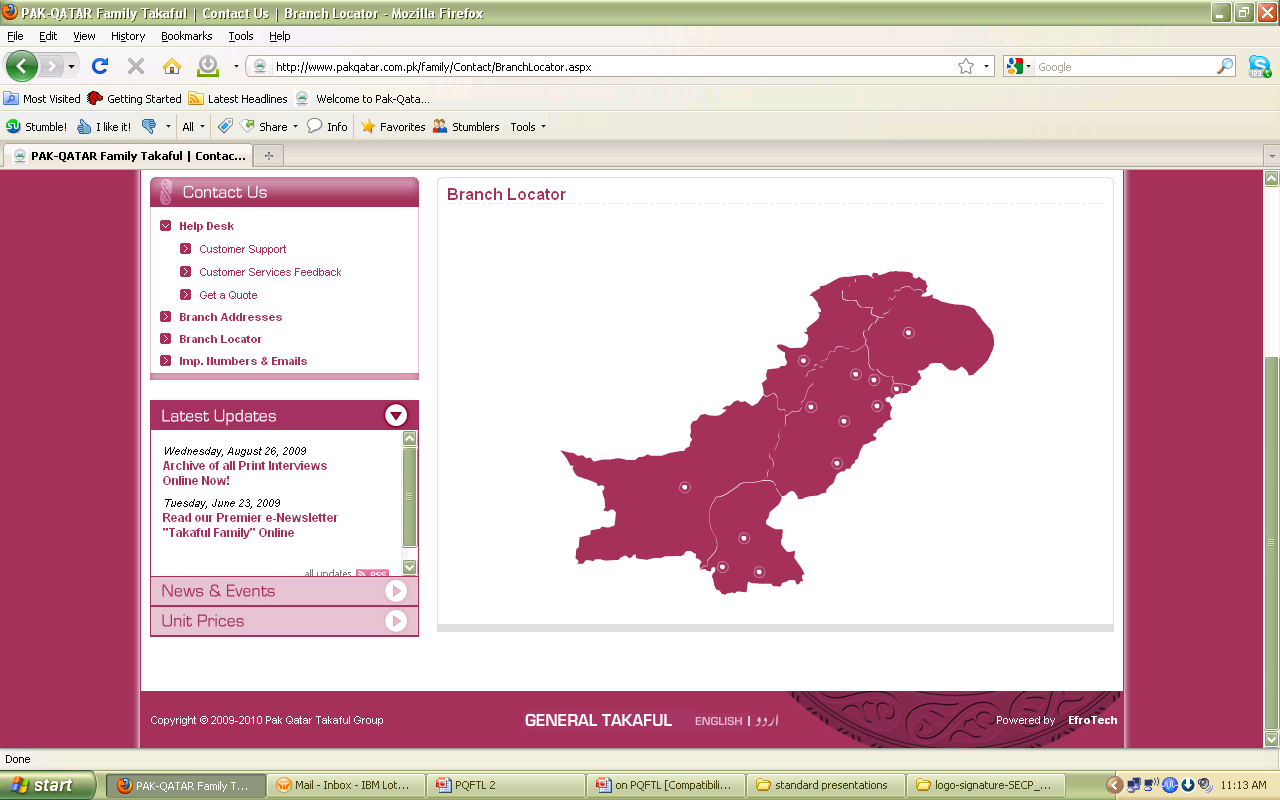 PAK-QATAR Family Takaful | Contact Us | Branch Locator - Mozilla Firefox
File Edit View History Bookmarks Tools Help
http://www.pakqatar.com.pk/family/Contact/BranchLocator.aspx
Google
Most Visited Getting Started Latest Headlines Welcome to Pak-Qata...
Stumble! I like it! All Share Info Favorites Stumblers Tools
PAK-QATAR Family Takaful | Contac...
Contact Us
Help Desk
Customer Support
Customer Services Feedback
Get a Quote
Branch Addresses
Branch Locator
Imp. Numbers & Emails
Latest Updates
Wednesday, August 26, 2009
Archive of all Print Interviews
Online Now!
Tuesday, June 23, 2009
Read our Premier e-Newsletter
"Takaful Family" Online
all updates RSS
News & Events
Unit Prices
Branch Locator
Copyright © 2009-2010 Pak Qatar Takaful Group
GENERAL TAKAFUL ENGLISH | اردو
Powered by EfroTech
Done
start PAK-QATAR Family T... Mail - Inbox - IBM Lot... PQFTL 2 on PQFTL [Compatibili... standard presentations logo-signature-SECP_... 11:13 AM